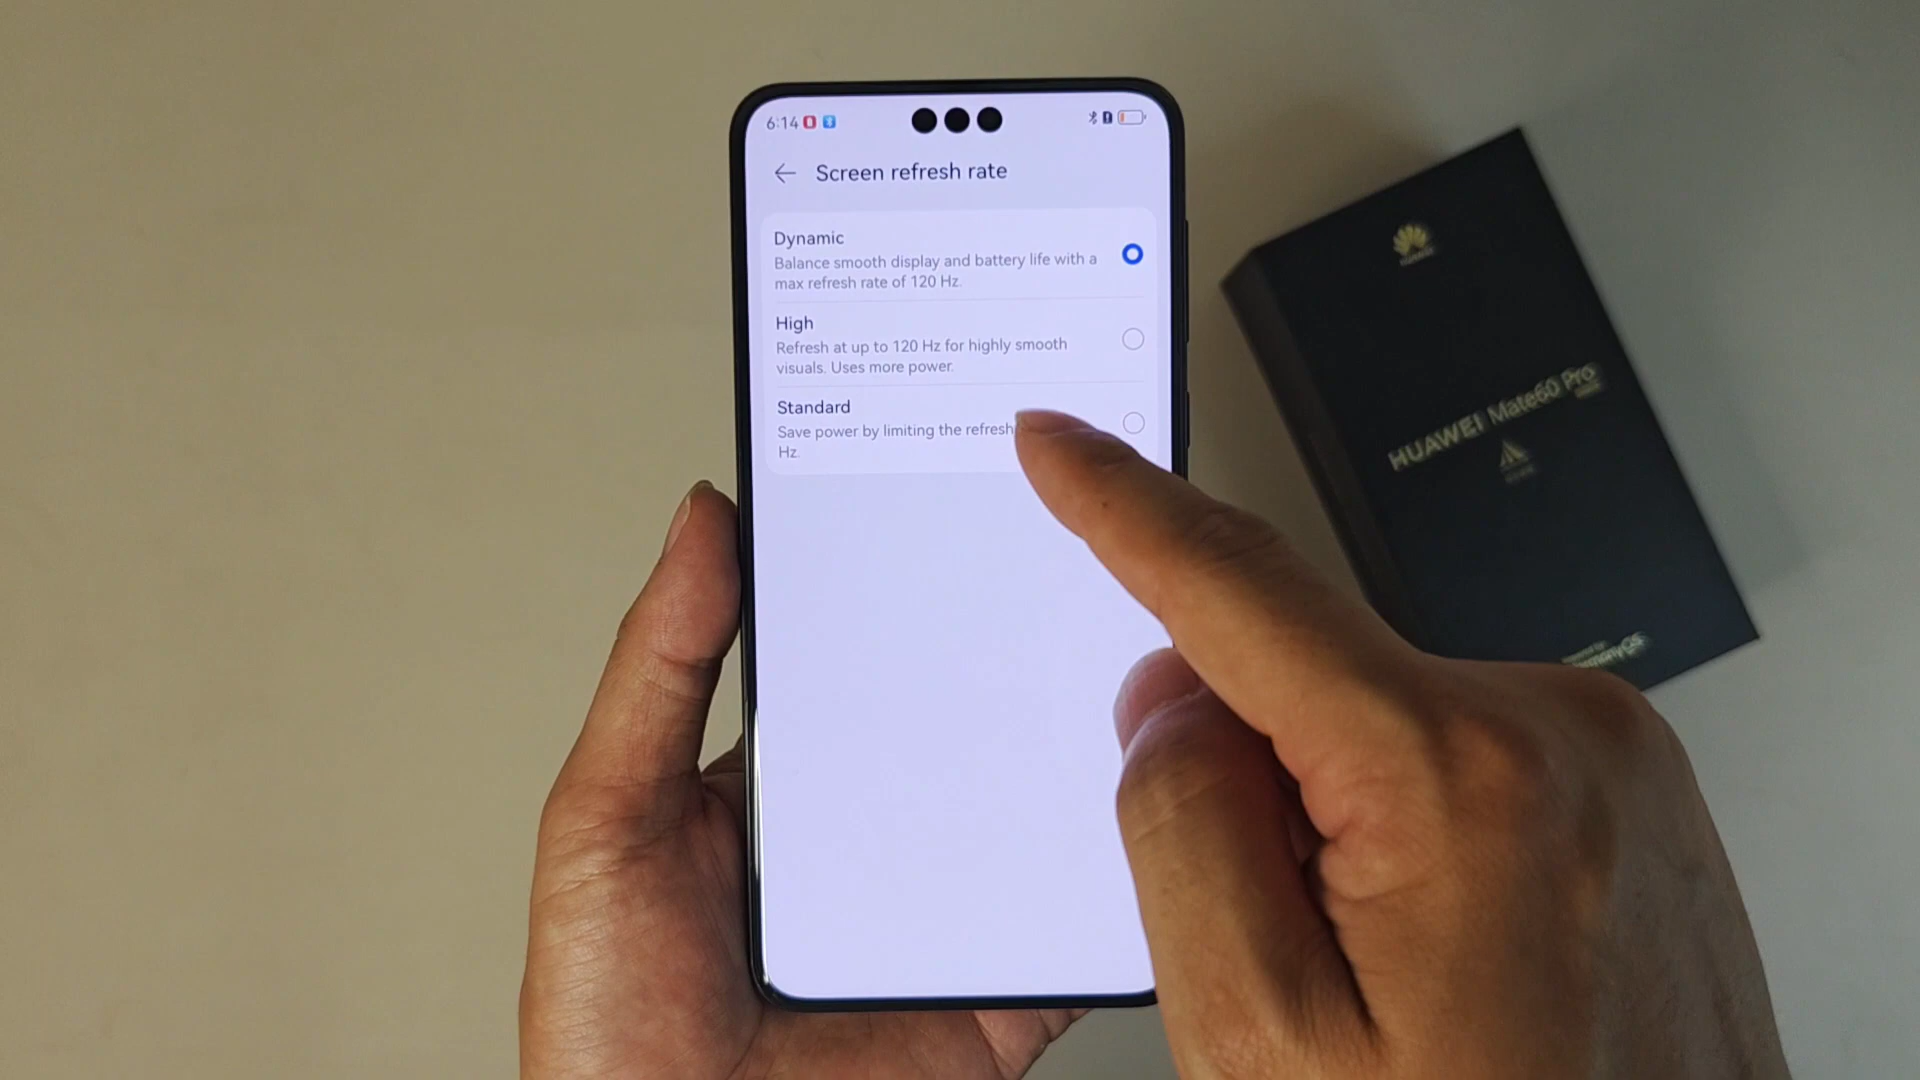 6:14
Screen refresh rate
Dynamic
Balance smooth display and battery life with a
max refresh rate of 120 Hz.
High
Refresh at up to 120 Hz for highly smooth
visuals. Uses more power.
Standard
Save power by limiting the refresh
Hz.
HUAWEI
HUAWEI Mate60 Pro